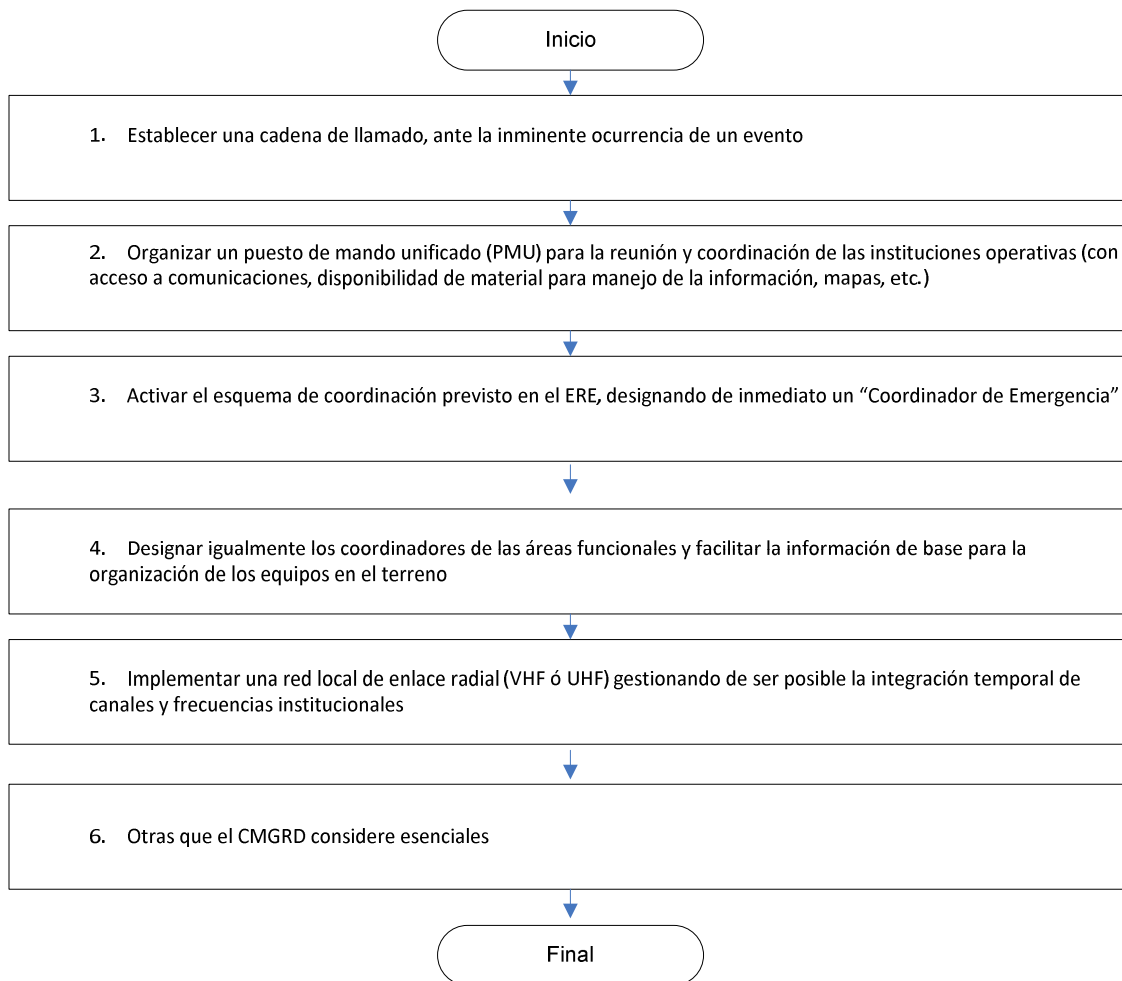 Inicio
1. Establecer una cadena de llamado, ante la inminente ocurrencia de un evento
2. Organizar un puesto de mando unificado (PMU) para la reunión y coordinación de las instituciones operativas (con
acceso a comunicaciones, disponibilidad de material para manejo de la información, mapas, etc.)
3. Activar el esquema de coordinación previsto en el ERE, designando de inmediato un “Coordinador de Emergencia”
4. Designar igualmente los coordinadores de las áreas funcionales y facilitar la información de base para la
organización de los equipos en el terreno
5. Implementar una red local de enlace radial (VHF ó UHF) gestionando de ser posible la integración temporal de
canales y frecuencias institucionales
6. Otras que el CMGRD considere esenciales
Final